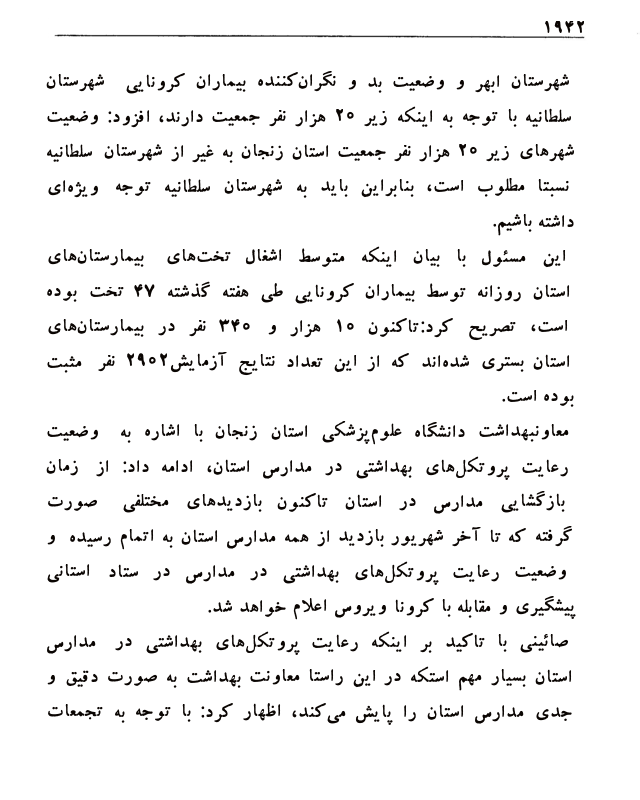 ۱۹۴۲
شهرستان ابهر و وضعیت بد و نگران‌کننده بیماران کرونایی شهرستان
سلطانیه با توجه به اینکه زیر ۲۰ هزار نفر جمعیت دارند، افزود: وضعیت
شهرهای زیر ۲۰ هزار نفر جمعیت استان زنجان به غیر از شهرستان سلطانیه
نسبتا مطلوب است، بنابراین باید به شهرستان سلطانیه توجه ویژه‌ای
داشته باشیم.
این مسئول با بیان اینکه متوسط اشغال تخت‌های بیمارستان‌های
استان روزانه توسط بیماران کرونایی طی هفته گذشته ۴۷ تخت بوده
است، تصریح کرد:تاکنون ۱۰ هزار و ۳۴۰ نفر در بیمارستان‌های
استان بستری شده‌اند که از این تعداد نتایج آزمایش۲۹۰۲ نفر مثبت
بوده است.
معاونبهداشت دانشگاه علوم‌پزشکی استان زنجان با اشاره به وضعیت
رعایت پروتکل‌های بهداشتی در مدارس استان، ادامه داد: از زمان
بازگشایی مدارس در استان تاکنون بازدیدهای مختلفی صورت
گرفته که تا آخر شهریور بازدید از همه مدارس استان به اتمام رسیده و
وضعیت رعایت پروتکل‌های بهداشتی در مدارس در ستاد استانی
پیشگیری و مقابله با کرونا ویروس اعلام خواهد شد.
صائینی با تاکید بر اینکه رعایت پروتکل‌های بهداشتی در مدارس
استان بسیار مهم استکه در این راستا معاونت بهداشت به صورت دقیق و
جدی مدارس استان را پایش می‌کند، اظهار کرد: با توجه به تجمعات